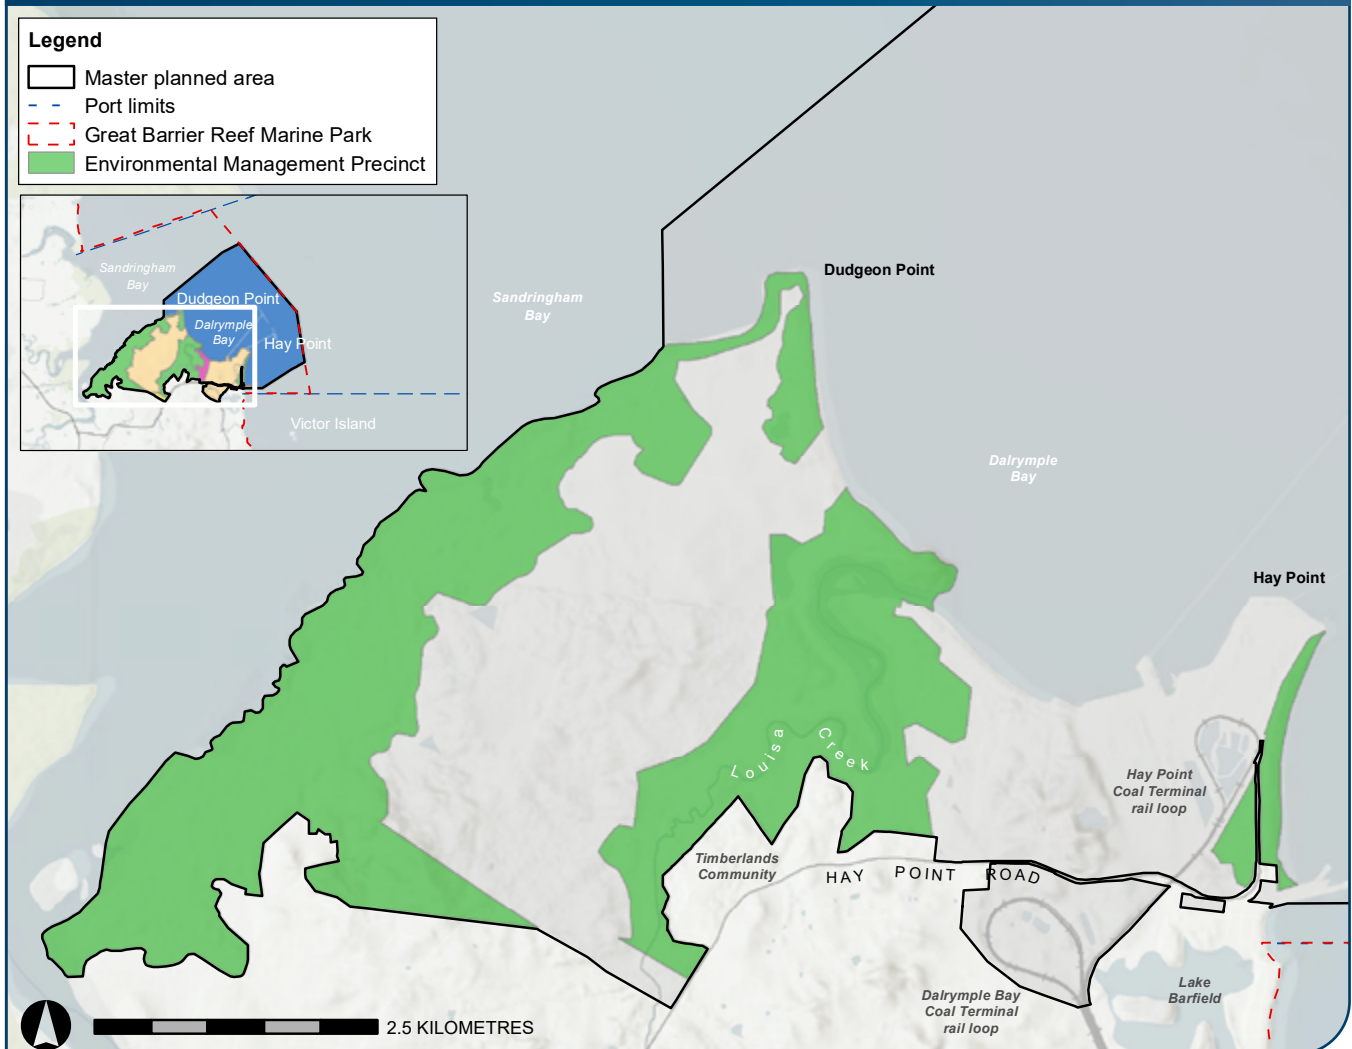 Legend
Master planned area
Port limits
Great Barrier Reef Marine Park
Environmental Management Precinct
Sandringham
Bay
Dudgeon Point
Dalrymple
Bay
Hay Point
Victor Island
Sandringham
Bay
Dudgeon Point
Dalrymple
Bay
Hay Point
Louisa Creek
Hay Point
Coal Terminal
rail loop
Timberlands
Community
HAY POINT ROAD
Lake
Barfield
Dalrymple Bay
Coal Terminal
rail loop
2.5 KILOMETRES